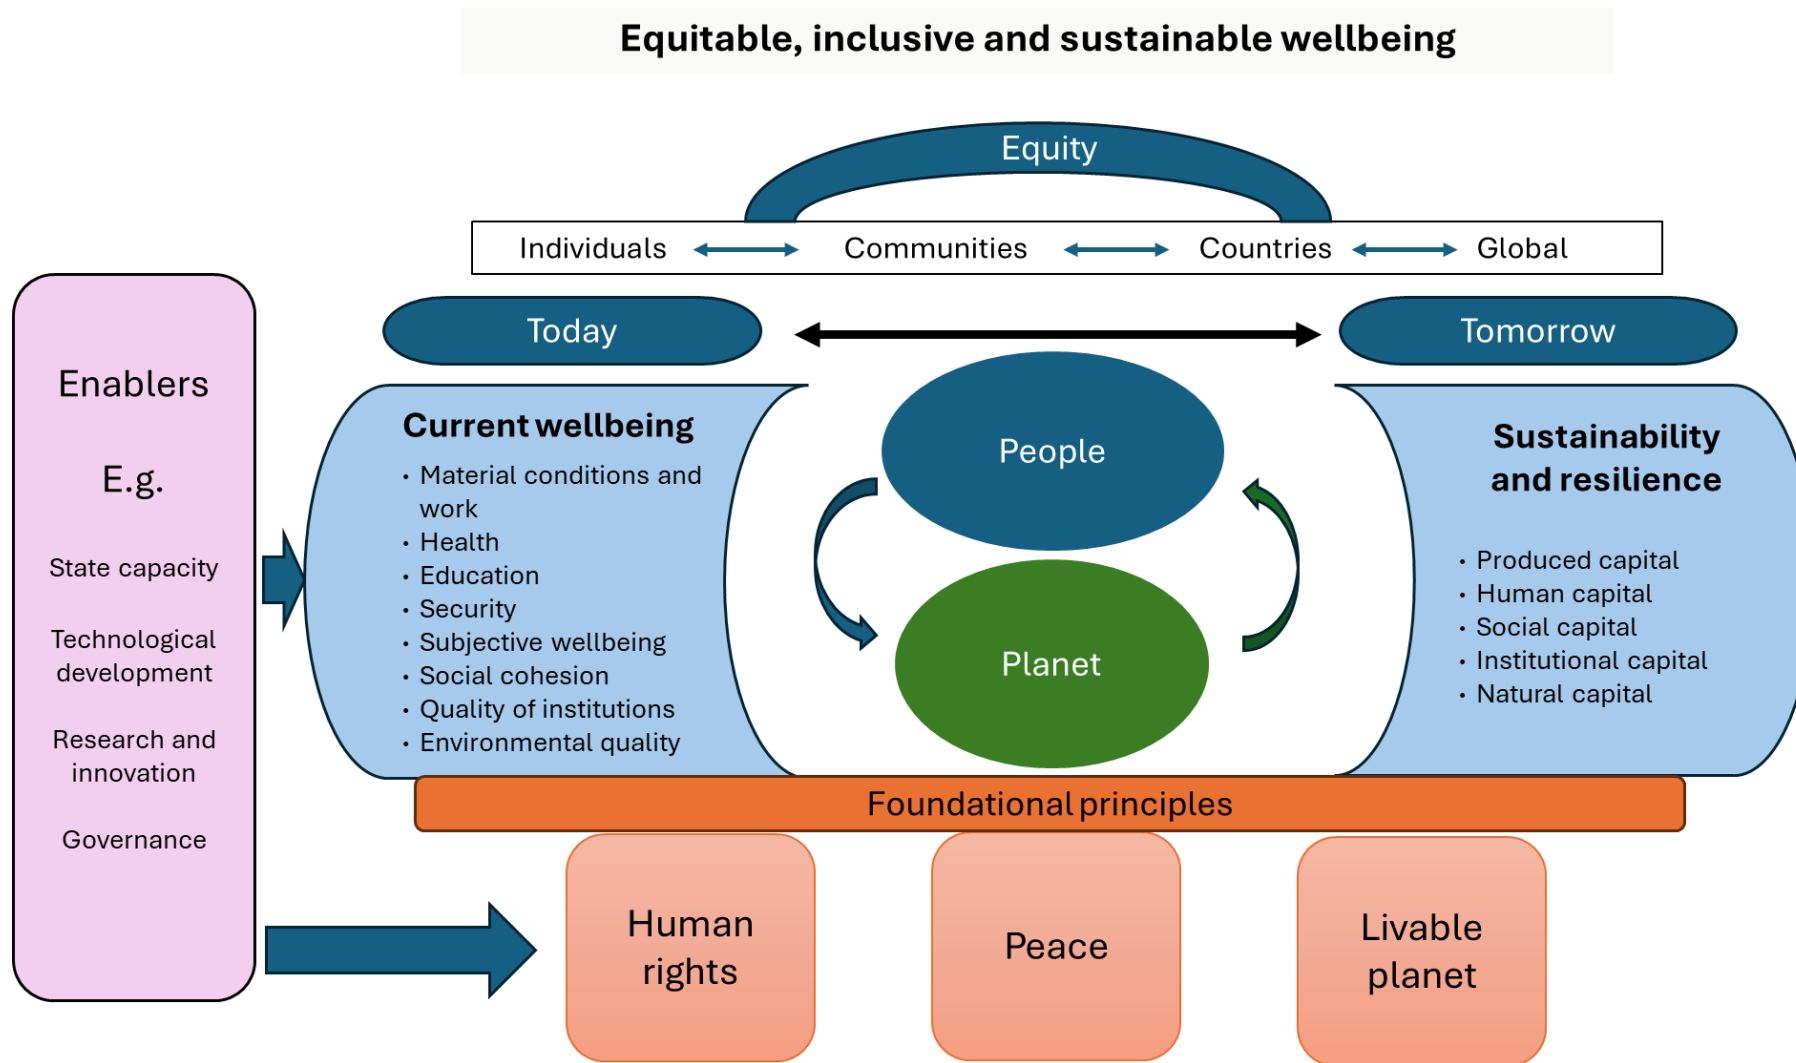 Equitable, inclusive and sustainable wellbeing
Equity
Individuals
Communities
Countries
Global
Today
Tomorrow
Enablers
E.g.
State capacity
Technological
development
Research and
innovation
Governance
Current wellbeing
• Material conditions and
work
• Health
• Education
• Security
• Subjective wellbeing
• Social cohesion
• Quality of institutions
• Environmental quality
People
Planet
Sustainability
and resilience
• Produced capital
• Human capital
• Social capital
• Institutional capital
• Natural capital
Foundational principles
Human
rights
Peace
Livable
planet